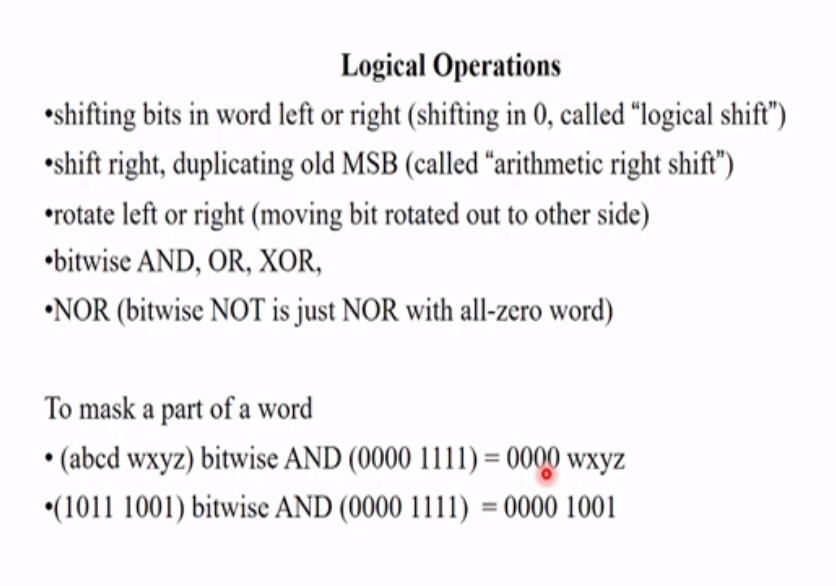 Logical Operations
•shifting bits in word left or right (shifting in 0, called “logical shift”)
•shift right, duplicating old MSB (called “arithmetic right shift”)
•rotate left or right (moving bit rotated out to other side)
•bitwise AND, OR, XOR,
•NOR (bitwise NOT is just NOR with all-zero word)
To mask a part of a word
• (abcd wxyz) bitwise AND (0000 1111) = 0000 wxyz
•(1011 1001) bitwise AND (0000 1111) = 0000 1001